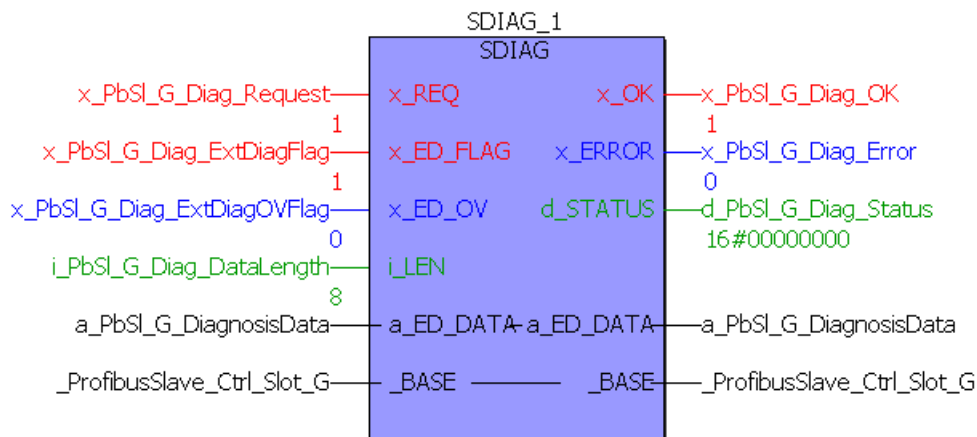 SDIAG_1
SDIAG
x_PbSl_G_Diag_Request x_REQ x_OK x_PbSl_G_Diag_OK
1 1
x_PbSl_G_Diag_ExtDiagFlag x_ED_FLAG x_ERROR x_PbSl_G_Diag_Error
1 0
x_PbSl_G_Diag_ExtDiagOVFlag x_ED_OV d_STATUS d_PbSl_G_Diag_Status
0 16#00000000
i_PbSl_G_Diag_DataLength i_LEN
8
a_PbSl_G_DiagnosisData a_ED_DATA a_ED_DATA a_PbSl_G_DiagnosisData
_ProfibusSlave_Ctrl_Slot_G _BASE _BASE _ProfibusSlave_Ctrl_Slot_G